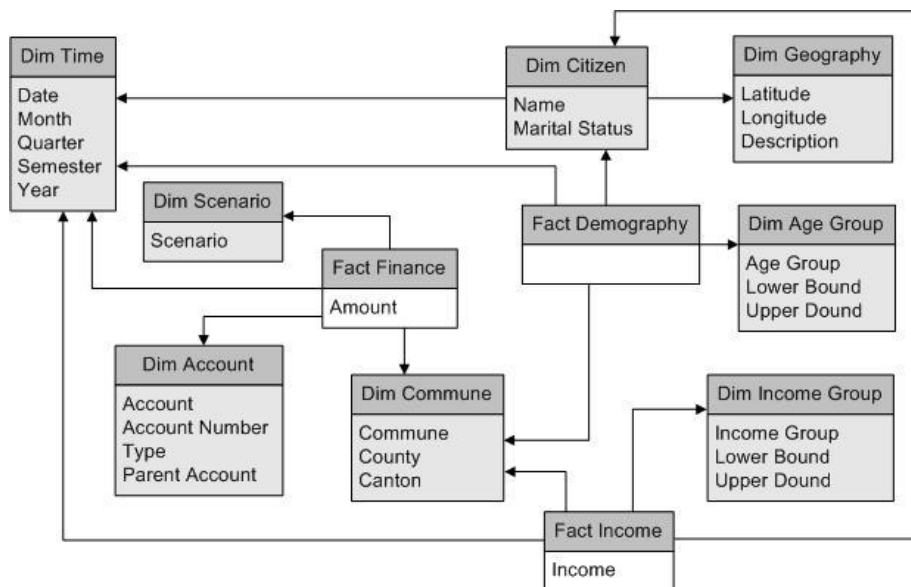 Dim Time
Date
Month
Quarter
Semester
Year
Dim Citizen
Name
Marital Status
Dim Geography
Latitude
Longitude
Description
Dim Scenario
Scenario
Fact Demography
Dim Age Group
Age Group
Lower Bound
Upper Dound
Fact Finance
Amount
Dim Account
Account
Account Number
Type
Parent Account
Dim Commune
Commune
County
Canton
Dim Income Group
Income Group
Lower Bound
Upper Dound
Fact Income
Income